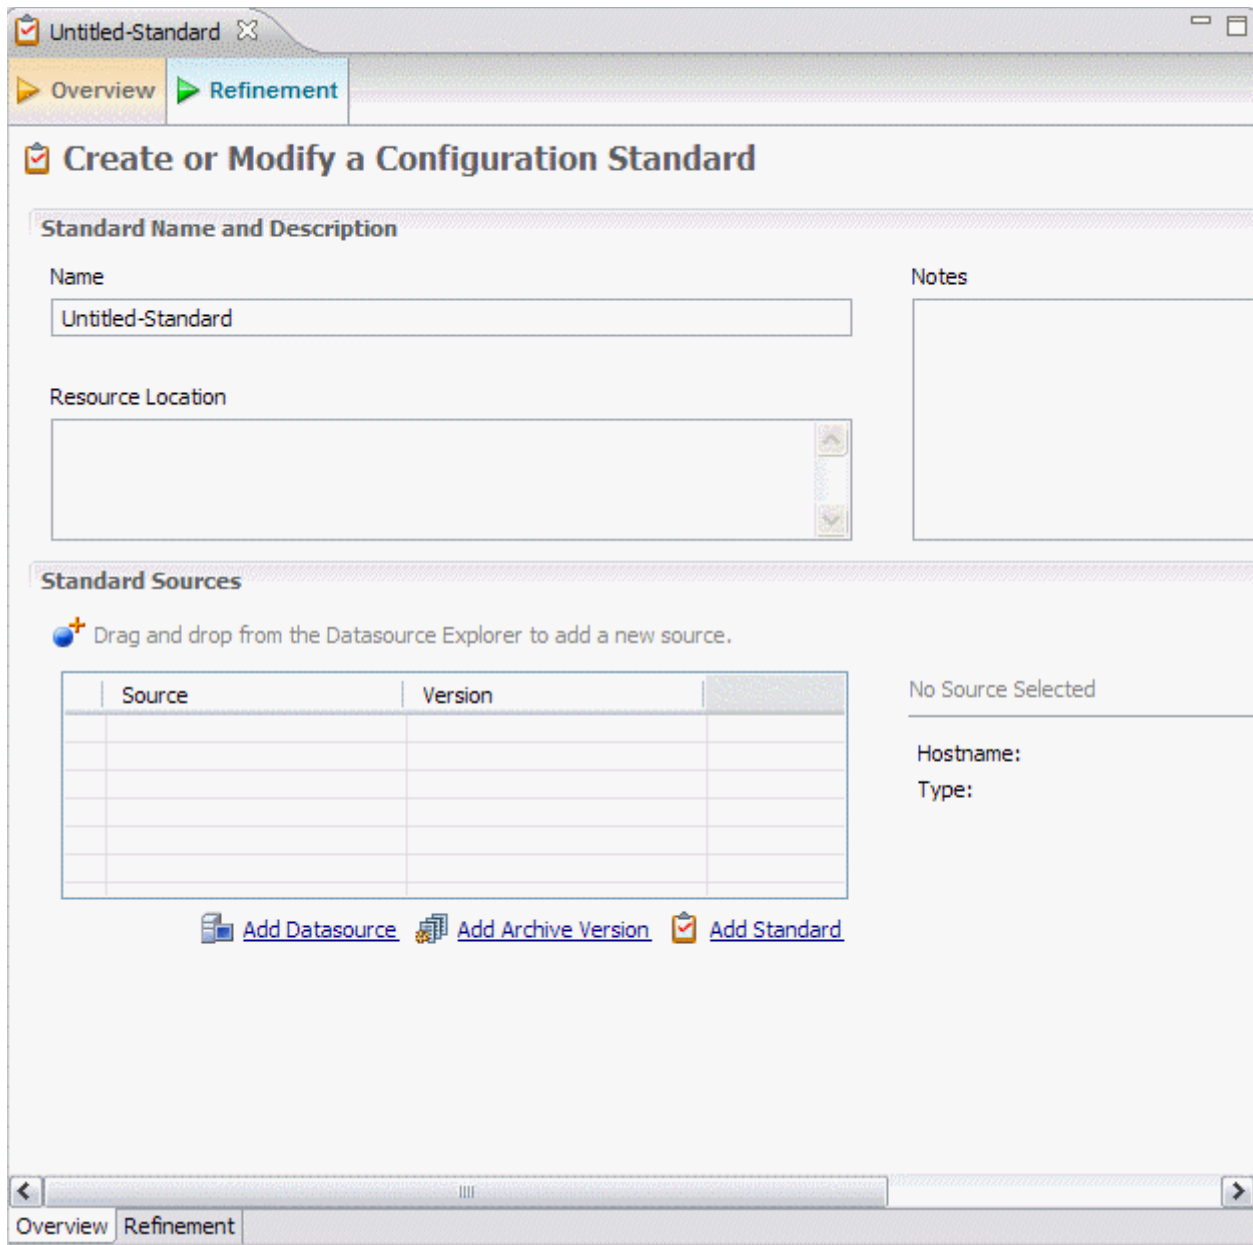 Untitled-Standard
Overview Refinement
Create or Modify a Configuration Standard
Standard Name and Description
Name
Notes
Untitled-Standard
Resource Location
Standard Sources
Drag and drop from the Datasource Explorer to add a new source.
Source Version
No Source Selected
Hostname:
Type:
Add Datasource Add Archive Version Add Standard
Overview Refinement